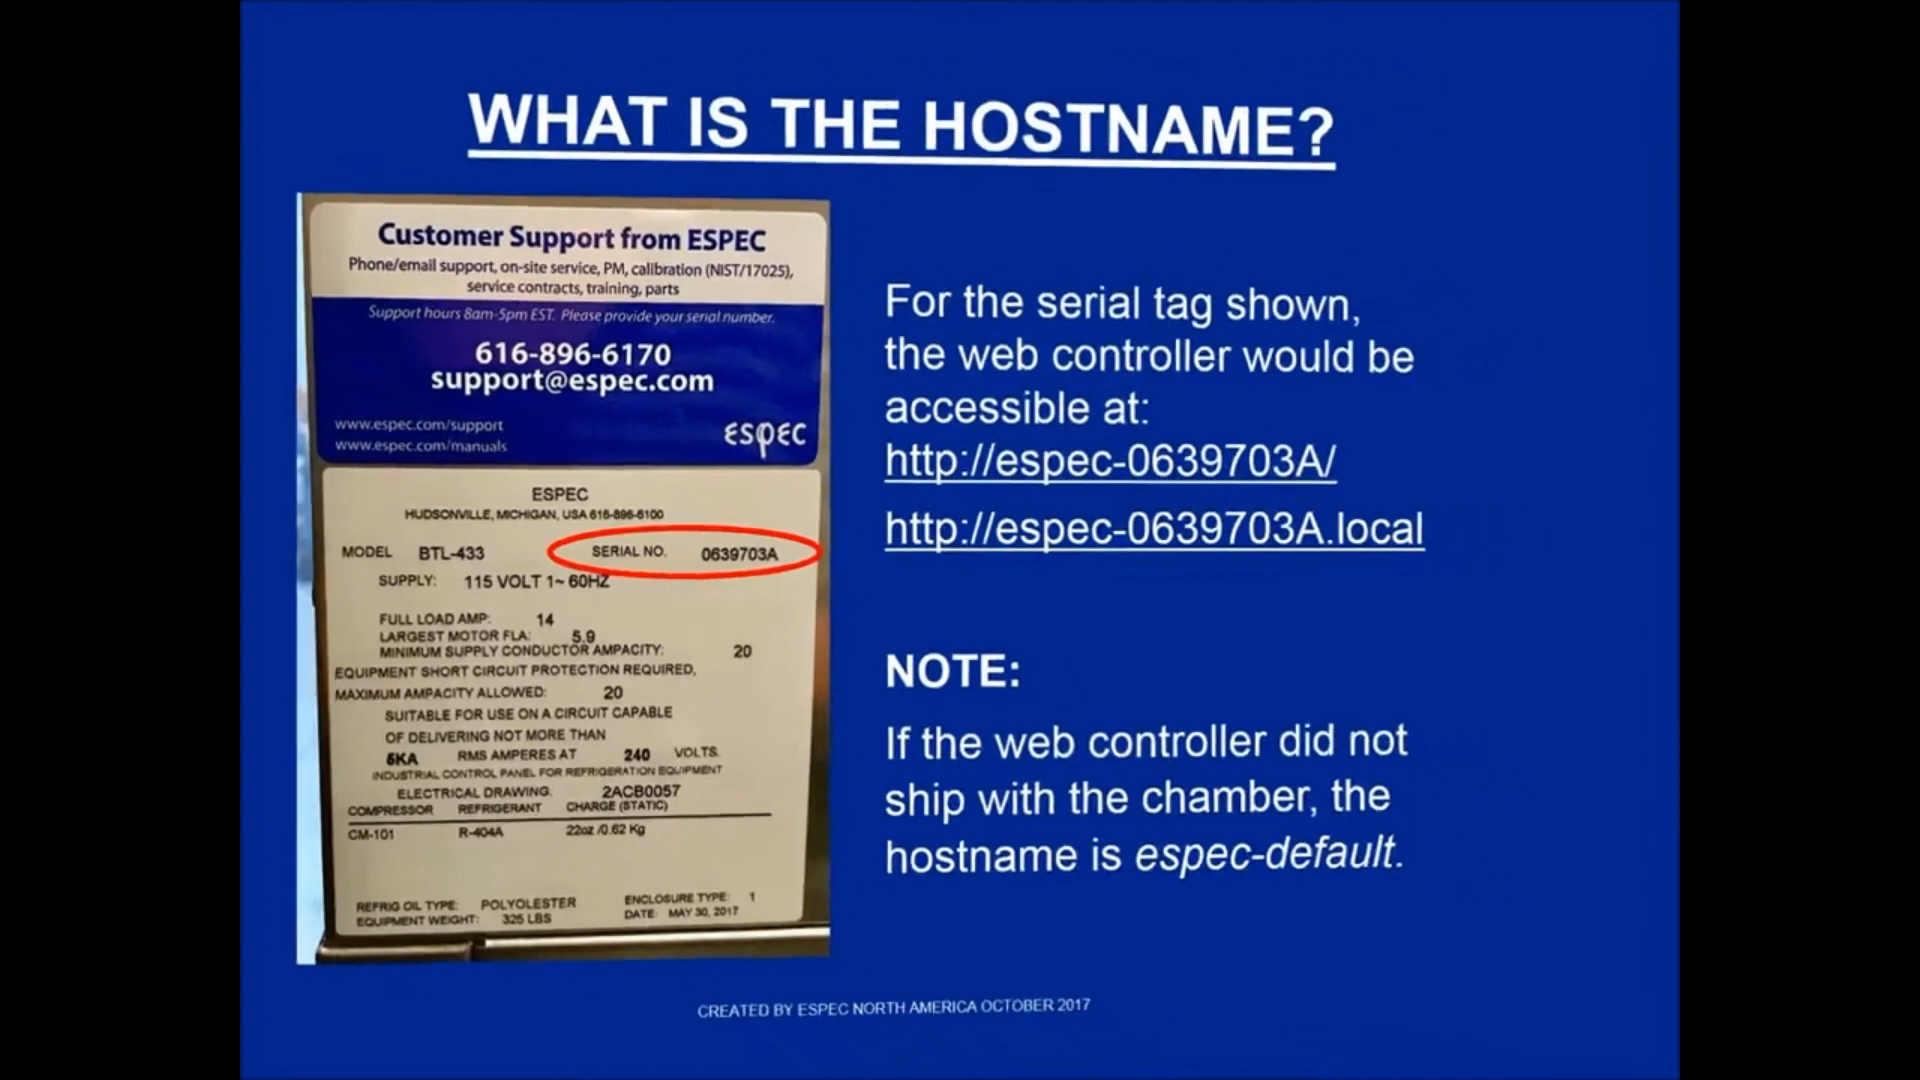 WHAT IS THE HOSTNAME?
Customer Support from ESPEC
Phone/email support, on-site service, PM, calibration (NIST/17025),
service contracts, training, parts
Support hours 8am-5pm EST. Please provide your serial number.
616-896-6170
support@espec.com
www.espec.com/support
www.espec.com/manuals
ESPEC
ESPEC
HUDSONVILLE, MICHIGAN, USA 616-896-6100
MODEL BTL-433 SERIAL NO. 0639703A
SUPPLY: 115 VOLT 1~ 60HZ
FULL LOAD AMP: 14
LARGEST MOTOR FLA: 5.9
MINIMUM SUPPLY CONDUCTOR AMPACITY: 20
EQUIPMENT SHORT CIRCUIT PROTECTION REQUIRED,
MAXIMUM AMPACITY ALLOWED: 20
SUITABLE FOR USE ON A CIRCUIT CAPABLE
OF DELIVERING NOT MORE THAN
5KA RMS AMPERES AT 240 VOLTS.
INDUSTRIAL CONTROL PANEL FOR REFRIGERATION EQUIPMENT
ELECTRICAL DRAWING: 2ACB0057
COMPRESSOR REFRIGERANT CHARGE (STATIC)
CM-101 R-404A 22oz /0.62 Kg
REFRIG OIL TYPE: POLYOLESTER ENCLOSURE TYPE: 1
EQUIPMENT WEIGHT: 325 LBS DATE: MAY 30, 2017
For the serial tag shown,
the web controller would be
accessible at:
http://espec-0639703A/
http://espec-0639703A.local
NOTE:
If the web controller did not
ship with the chamber, the
hostname is espec-default.
CREATED BY ESPEC NORTH AMERICA OCTOBER 2017